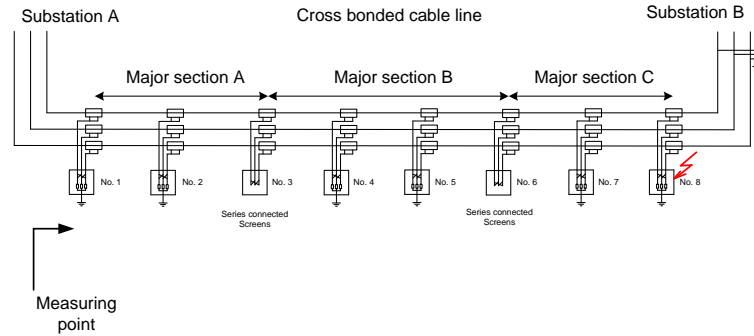 Substation A
Cross bonded cable line
Substation B
Major section A
Major section B
Major section C
No. 1
No. 2
No. 3
No. 4
No. 5
No. 6
No. 7
No. 8
Series connected
Screens
Series connected
Screens
Measuring
point